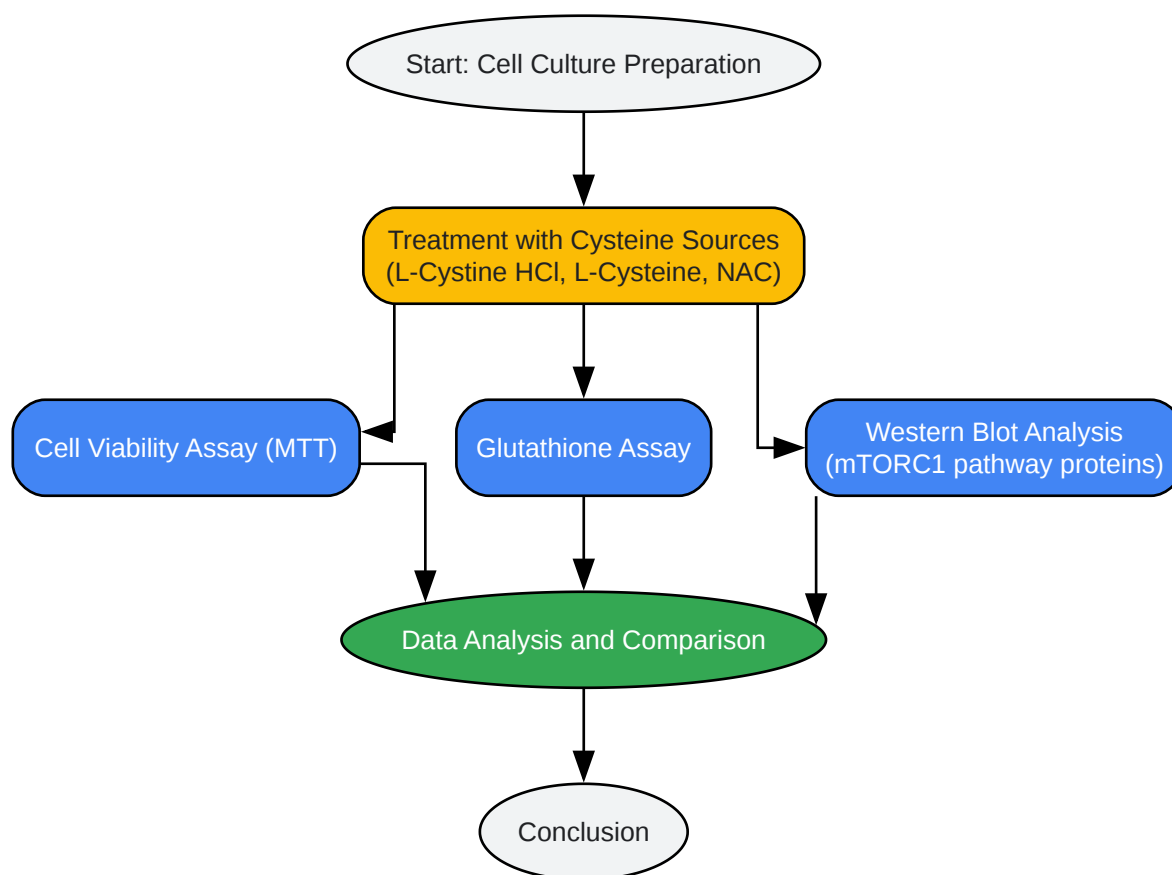 Start: Cell Culture Preparation
Treatment with Cysteine Sources
(L-Cystine HCl, L-Cysteine, NAC)
Cell Viability Assay (MTT)
Glutathione Assay
Western Blot Analysis
(mTORC1 pathway proteins)
Data Analysis and Comparison
Conclusion